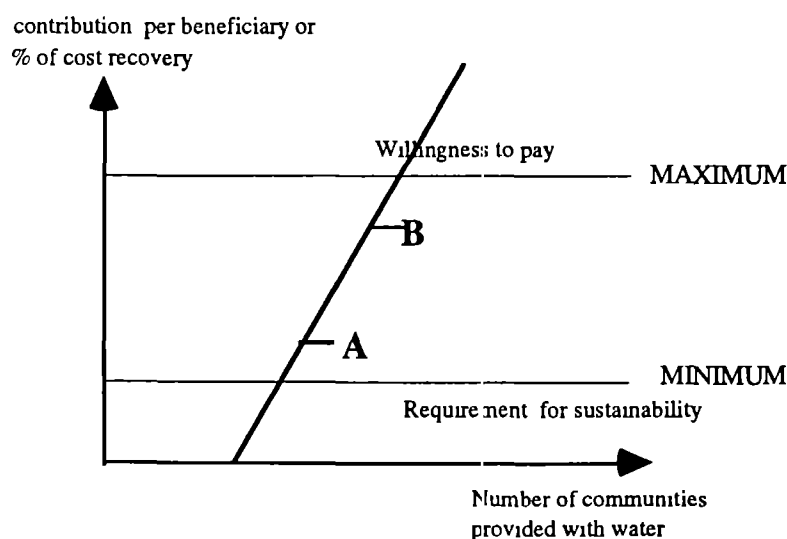 contribution per beneficiary or
% of cost recovery
Willingness to pay
MAXIMUM
B
A
MINIMUM
Requirement for sustainability
Number of communities
provided with water